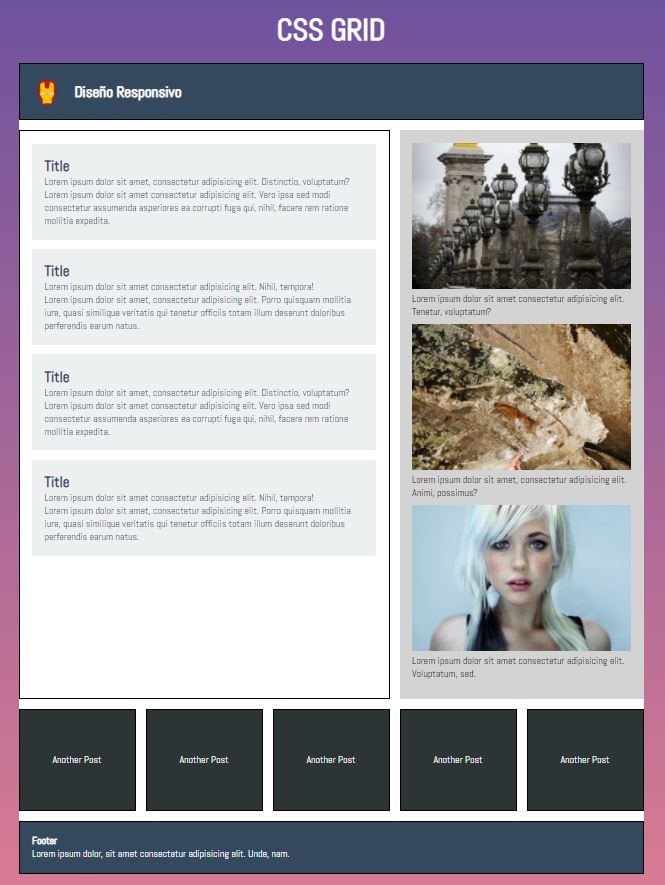 CSS GRID
Diseño Responsivo
Title
Lorem ipsum dolor sit amet, consectetur adipisicing elit. Distinctio, voluptatum?
Lorem ipsum dolor sit amet, consectetur adipisicing elit. Vero ipsa sed modi
consectetur assumenda asperiores ea corrupti fuga qui, nihil, facere rem ratione
mollitia expedita.
Title
Lorem ipsum dolor sit amet, consectetur adipisicing elit. Nihil, tempora!
Lorem ipsum dolor sit amet, consectetur adipisicing elit. Porro quisquam mollitia
iure, quasi similique veritatis qui tenetur officiis totam illum deserunt doloribus
perferendis earum natus.
Title
Lorem ipsum dolor sit amet, consectetur adipisicing elit. Distinctio, voluptatum?
Lorem ipsum dolor sit amet, consectetur adipisicing elit. Vero ipsa sed modi
consectetur assumenda asperiores ea corrupti fuga qui, nihil, facere rem ratione
mollitia expedita.
Title
Lorem ipsum dolor sit amet, consectetur adipisicing elit. Nihil, tempora!
Lorem ipsum dolor sit amet, consectetur adipisicing elit. Porro quisquam mollitia
iure, quasi similique veritatis qui tenetur officiis totam illum deserunt doloribus
perferendis earum natus.
Lorem ipsum dolor sit amet consectetur adipisicing elit.
Tenetur, voluptatum?
Lorem ipsum dolor sit amet, consectetur adipisicing elit.
Animi, possimus?
Lorem ipsum dolor sit amet consectetur adipisicing elit.
Voluptatum, sed.
Another Post
Another Post
Another Post
Another Post
Another Post
Footer
Lorem ipsum dolor, sit amet consectetur adipisicing elit. Unde, nam.